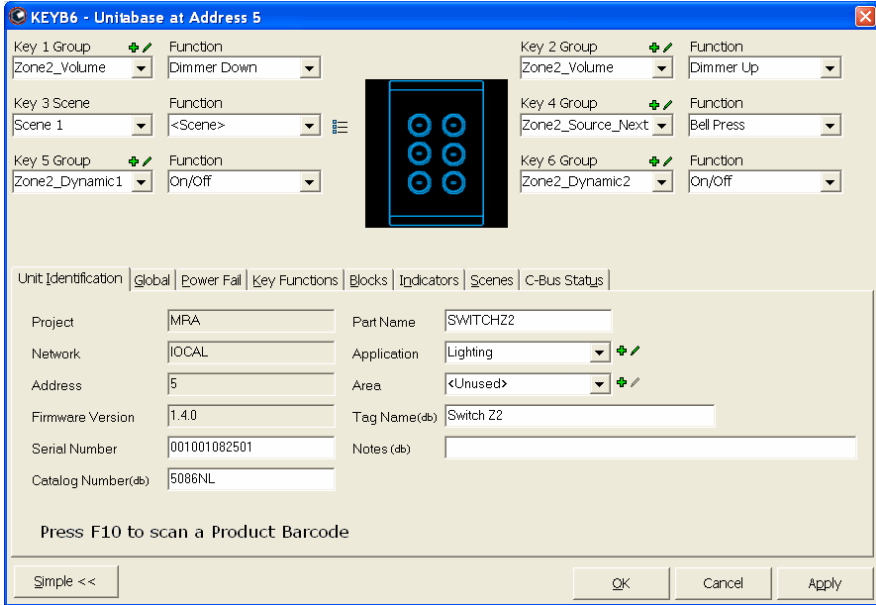 KEYB6 - Unitabase at Address 5
Key 1 Group Function Key 2 Group Function
Zone2_Volume Dimmer Down Zone2_Volume Dimmer Up
Key 3 Scene Function Key 4 Group Function
Scene 1 <Scene> Zone2_Source_Next Bell Press
Key 5 Group Function Key 6 Group Function
Zone2_Dynamic1 On/Off Zone2_Dynamic2 On/Off
Unit Identification Global Power Fail Key Functions Blocks Indicators Scenes C-Bus Status
Project MRA Part Name SWITCHZ2
Network lOCAL Application Lighting
Address 5 Area <Unused>
Firmware Version 1.4.0 Tag Name(db) Switch Z2
Serial Number 001001082501 Notes (db)
Catalog Number(db) 5086NL
Press F10 to scan a Product Barcode
Simple << OK Cancel Apply